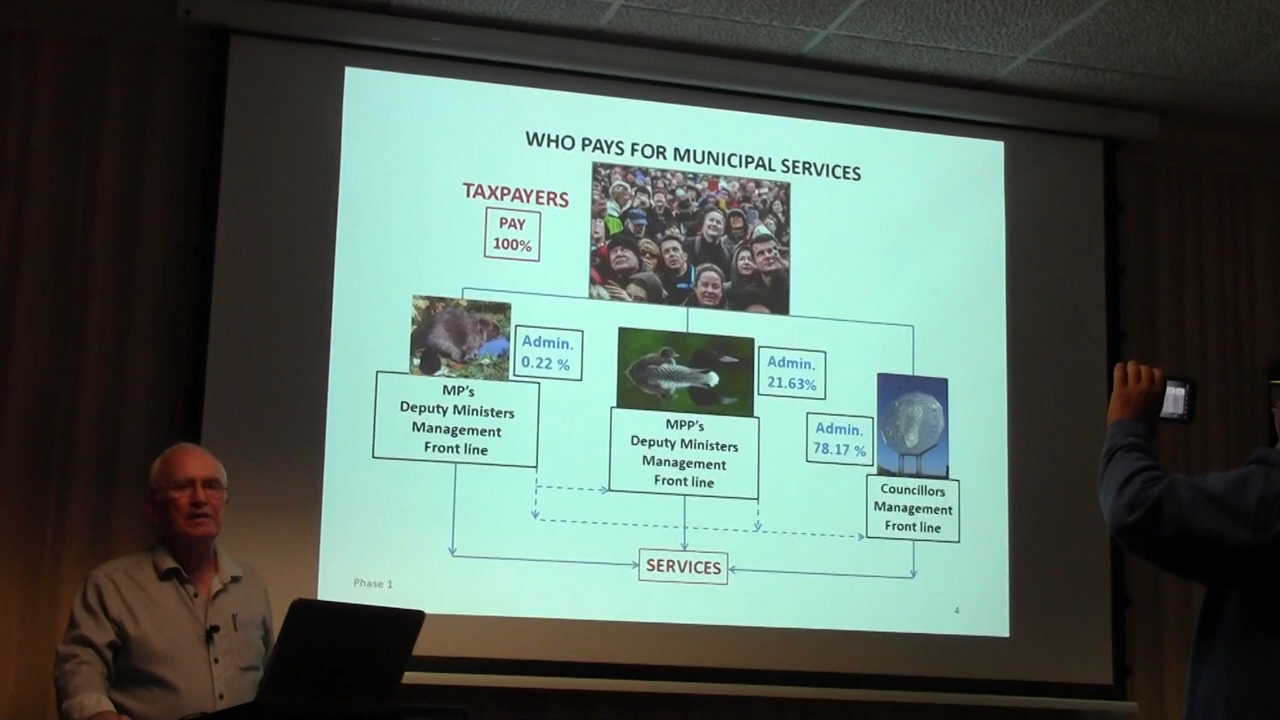 WHO PAYS FOR MUNICIPAL SERVICES
TAXPAYERS
PAY
100%
Admin.
0.22 %
MP's
Deputy Ministers
Management
Front line
Admin.
21.63%
MPP's
Deputy Ministers
Management
Front line
Admin.
78.17 %
Councillors
Management
Front line
SERVICES
Phase 1
4